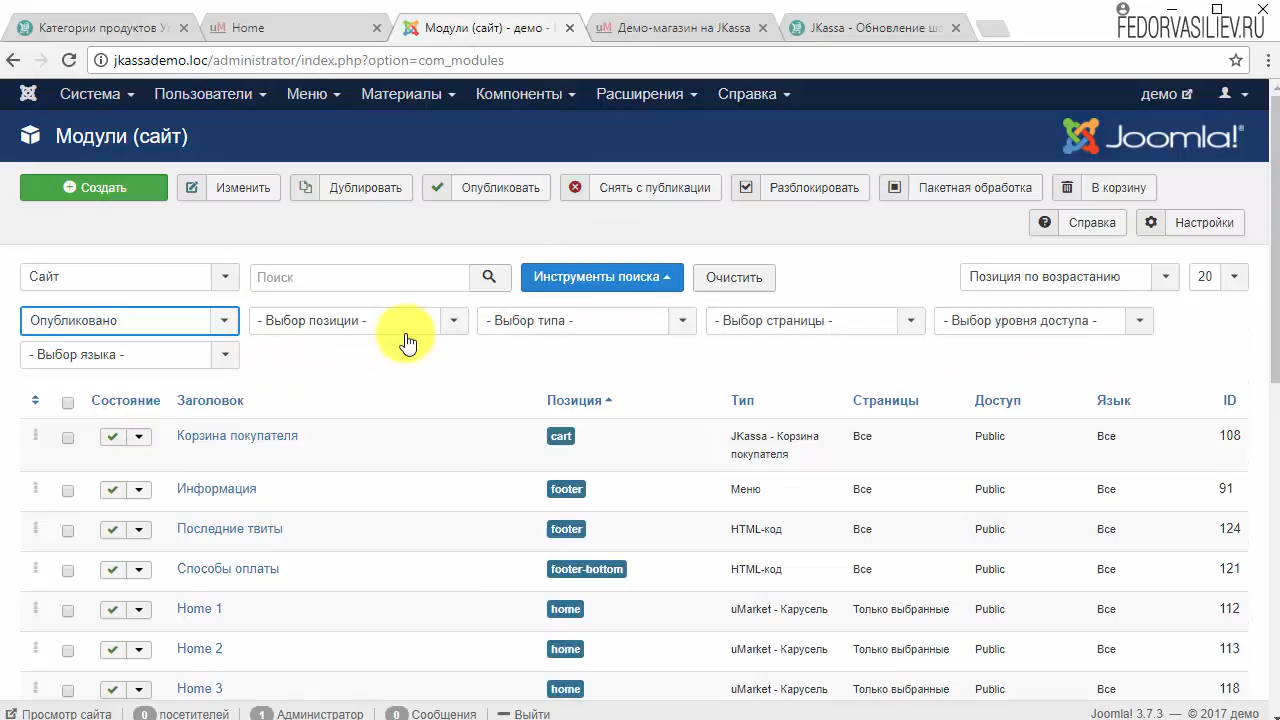 Категории продуктов У
uM Home
Модули (сайт) - демо -
uM Демо-магазин на JKassa
JKassa - Обновление ш
FEDORVASILIEV.RU
jkassademo.loc/administrator/index.php?option=com_modules
Система Пользователи Меню Материалы Компоненты Расширения Справка демо
Модули (сайт)
Joomla!
Создать Изменить Дублировать Опубликовать Снять с публикации Разблокировать Пакетная обработка В корзину
Справка Настройки
Сайт Поиск Инструменты поиска Очистить Позиция по возрастанию 20
Опубликовано - Выбор позиции - - Выбор типа - - Выбор страницы - - Выбор уровня доступа -
- Выбор языка -
Состояние Заголовок Позиция Тип Страницы Доступ Язык ID
Корзина покупателя cart JKassa - Корзина покупателя Все Public Все 108
Информация footer Меню Все Public Все 91
Последние твиты footer HTML-код Все Public Все 124
Способы оплаты footer-bottom HTML-код Все Public Все 121
Home 1 home uMarket - Карусель Только выбранные Public Все 112
Home 2 home uMarket - Карусель Только выбранные Public Все 113
Home 3 home uMarket - Карусель Только выбранные Public Все 118
Просмотр сайта 0 посетителей 1 Администратор 0 Сообщения Выйти Joomla! 3.7.3 — © 2017 демо